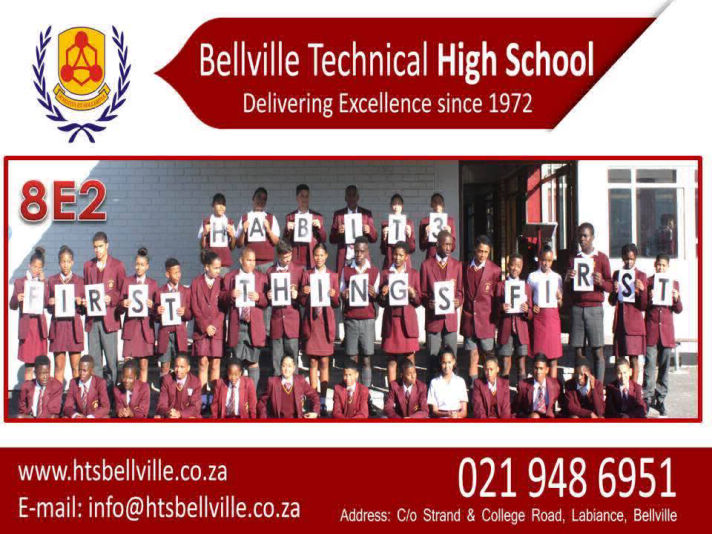 Bellville Technical High School
Delivering Excellence since 1972
8E2
HABIT3
FIRST THINGS FIRST
www.htsbellville.co.za
021 948 6951
E-mail: info@htsbellville.co.za
Address: C/o Strand & College Road, Labiance, Bellville